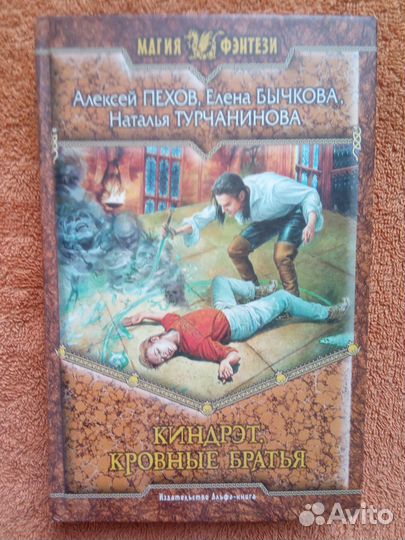 МАГИЯ ФЭНТЕЗИ
Алексей ПЕХОВ, Елена БЫЧКОВА,
Наталья ТУРЧАНИНОВА
КИНДРЭТ.
КРОВНЫЕ БРАТЬЯ
Издательство Альфа-книга
Avito